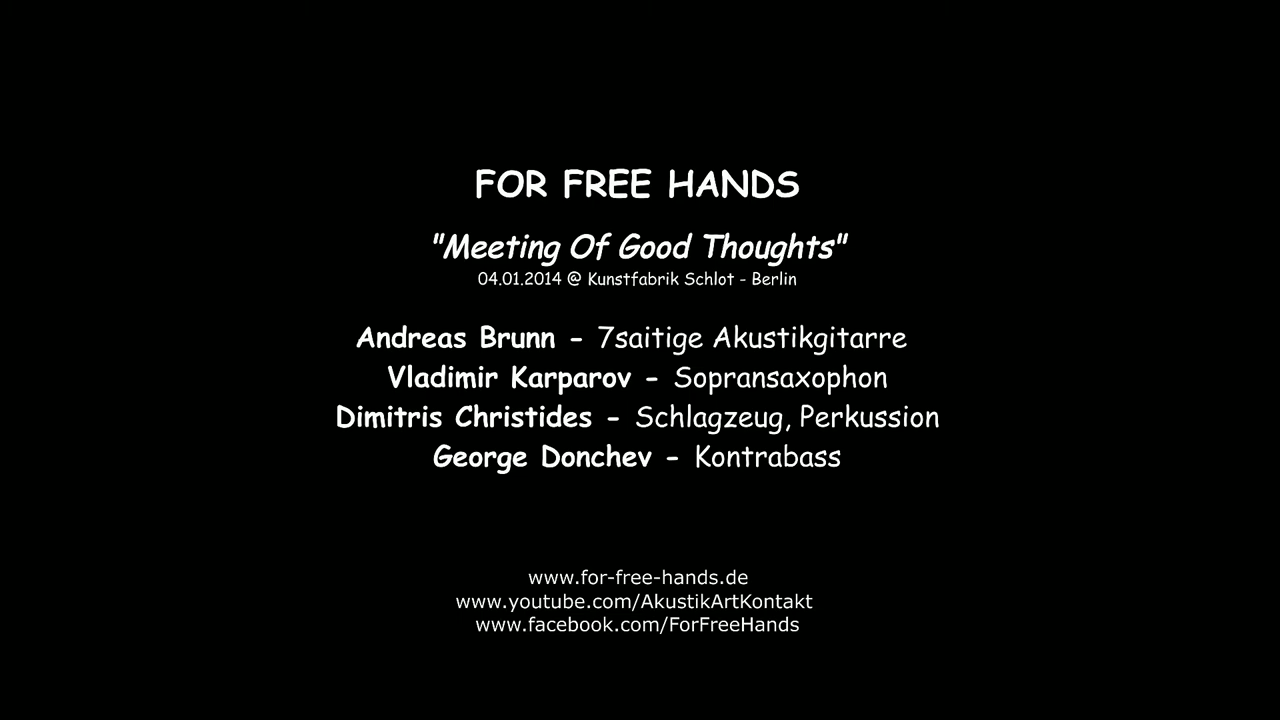 FOR FREE HANDS
"Meeting Of Good Thoughts"
04.01.2014 @ Kunstfabrik Schlot - Berlin
Andreas Brunn - 7saitige Akustikgitarre
Vladimir Karparov - Sopransaxophon
Dimitris Christides - Schlagzeug, Perkussion
George Donchev - Kontrabass
www.for-free-hands.de
www.youtube.com/AkustikArtKontakt
www.facebook.com/ForFreeHands